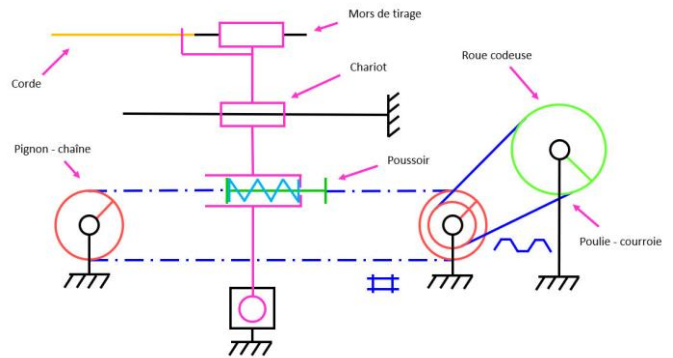 Mors de tirage
Corde
Chariot
Roue codeuse
Pignon - chaîne
Poussoir
Poulie - courroie